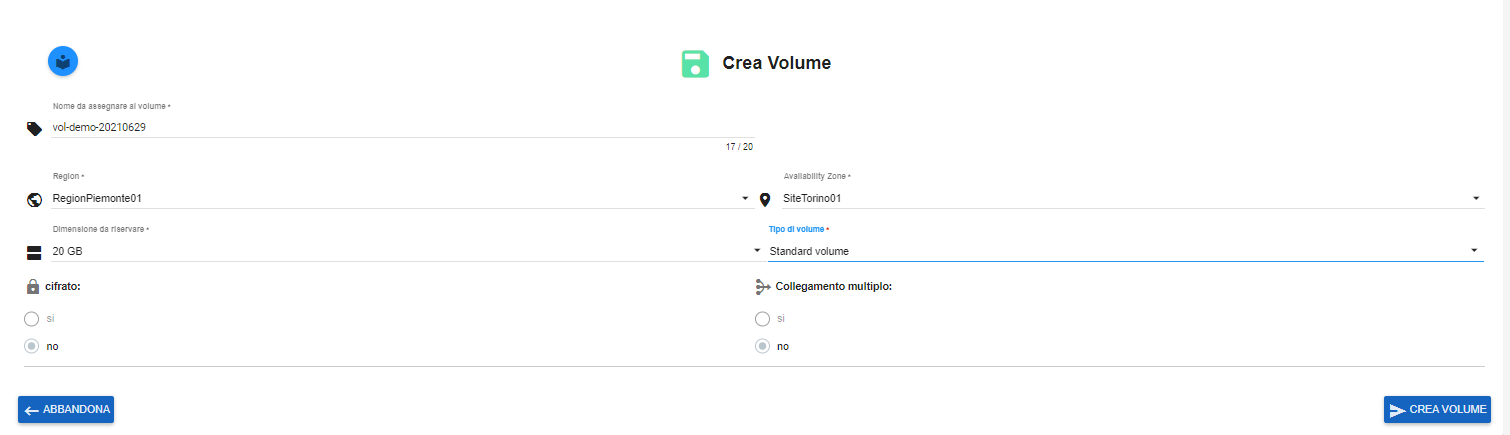 Crea Volume
Nome da assegnare al volume *
vol-demo-20210629
17 / 20
Region *
Availability Zone *
RegionPiemonte01
SiteTorino01
Dimensione da riservare *
Tipo di volume *
20 GB
Standard volume
cifrato:
Collegamento multiplo:
si
si
no
no
ABBANDONA
CREA VOLUME